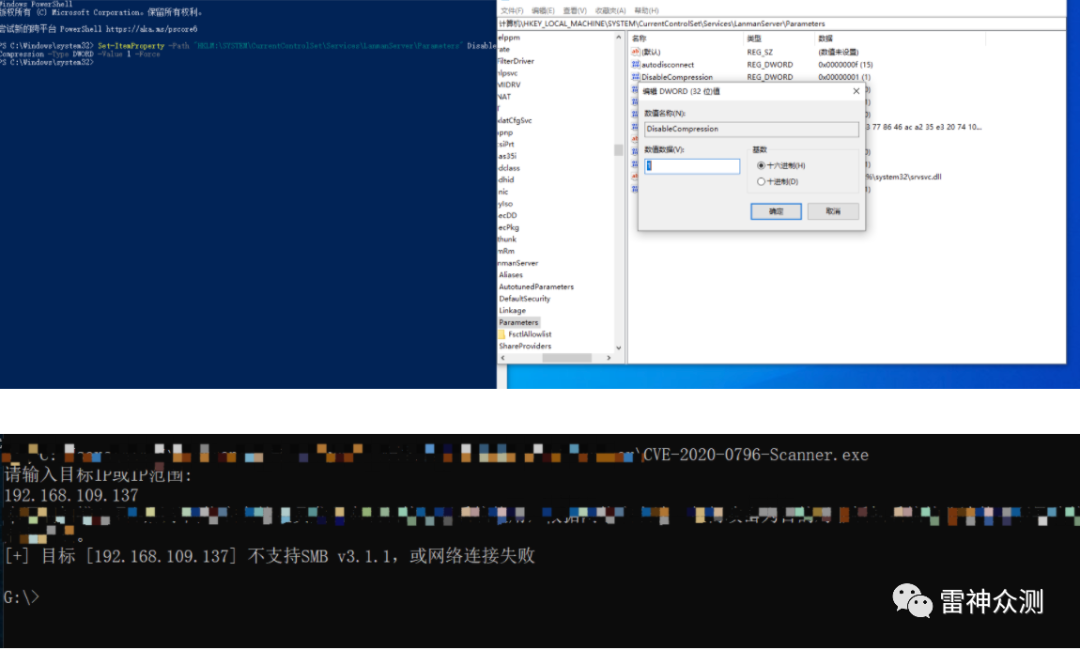 Windows PowerShell
版权所有 (C) Microsoft Corporation。保留所有权利。
尝试新的跨平台 PowerShell https://aka.ms/pscore6
PS C:\Windows\system32> Set-ItemProperty -Path "HKLM:\SYSTEM\CurrentControlSet\Services\LanmanServer\Parameters" Disable
Compression -Type DWORD -Value 1 -Force
PS C:\Windows\system32>
文件(F) 编辑(E) 查看(V) 收藏夹(A) 帮助(H)
计算机\HKEY_LOCAL_MACHINE\SYSTEM\CurrentControlSet\Services\LanmanServer\Parameters
elppm
ate
FilterDriver
hlpsvc
MIDRV
NAT
T
vlatCfgSvc
vpnp
csiPrt
sas35i
dclass
dhid
nic
yIso
ecDD
ecPkg
thunk
mRm
nmanServer
Aliases
AutotunedParameters
DefaultSecurity
Linkage
Parameters
FsctlAllowlist
ShareProviders
名称 类型 数据
(默认) REG_SZ (数值未设置)
autodisconnect REG_DWORD 0x0000000f (15)
DisableCompression REG_DWORD 0x00000001 (1)
3 77 86 46 ac a2 35 e3 20 74 10...
%\system32\srvsvc.dll
编辑 DWORD (32 位)值
数值名称(N):
DisableCompression
数值数据(V):
1
基数
十六进制(H)
十进制(D)
确定 取消
\CVE-2020-0796-Scanner.exe
请输入目标IP或IP范围:
192.168.109.137
[+] 目标 [192.168.109.137] 不支持SMB v3.1.1，或网络连接失败
G:\>
雷神众测